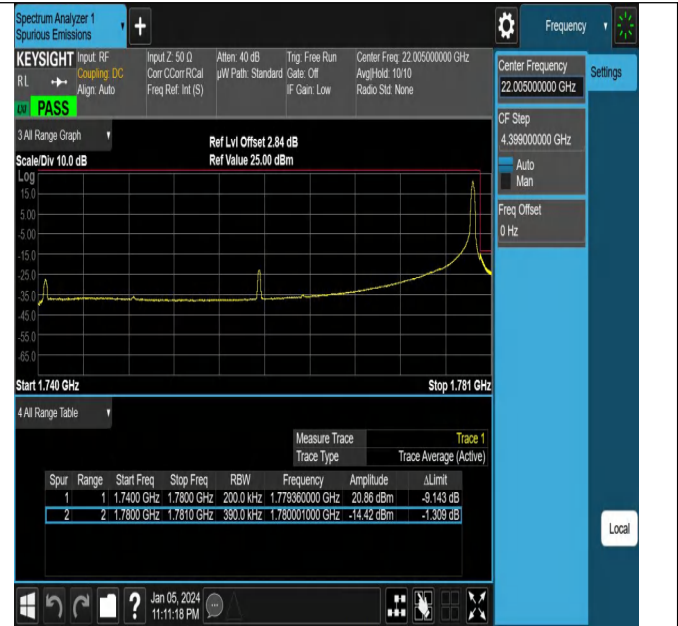 Spectrum Analyzer 1
Spurious Emissions
Frequency
KEYSIGHT Input: RF
RL Coupling: DC
Align: Auto
Input Z: 50 Ω
Corr CCorr RCal
Freq Ref: Int (S)
Atten: 40 dB
µW Path: Standard
Trig: Free Run
Gate: Off
IF Gain: Low
Center Freq: 22.005000000 GHz
Avg|Hold: 10/10
Radio Std: None
LXI PASS
3 All Range Graph
Ref Lvl Offset 2.84 dB
Scale/Div 10.0 dB
Ref Value 25.00 dBm
Log
15.0
5.00
-5.00
-15.0
-25.0
-35.0
-45.0
-55.0
-65.0
Start 1.740 GHz
Stop 1.781 GHz
4 All Range Table
Measure Trace Trace 1
Trace Type Trace Average (Active)
Spur Range Start Freq Stop Freq RBW Frequency Amplitude ΔLimit
1 1 1.7400 GHz 1.7800 GHz 200.0 kHz 1.779360000 GHz 20.86 dBm -9.143 dB
2 2 1.7800 GHz 1.7810 GHz 390.0 kHz 1.780001000 GHz -14.42 dBm -1.309 dB
Center Frequency
22.005000000 GHz
Settings
CF Step
4.399000000 GHz
Auto
Man
Freq Offset
0 Hz
Local
Jan 05, 2024
11:11:18 PM